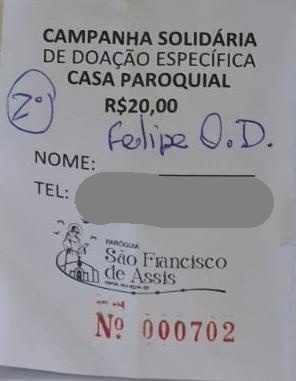 CAMPANHA SOLIDÁRIA
DE DOAÇÃO ESPECÍFICA
CASA PAROQUIAL
R$20,00
2º)
Felipe O.D.
NOME:
TEL:
PARÓQUIA
São Francisco
de Assis
Nº 000702